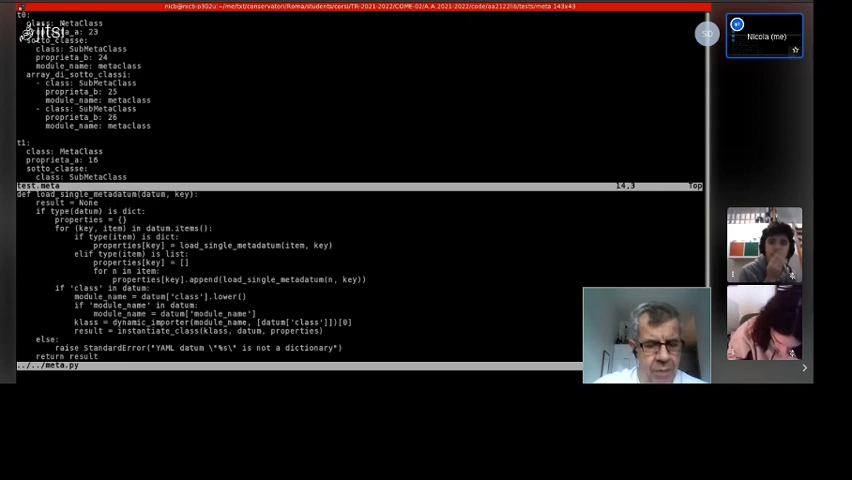 nicb@nicb-p302u: ~/me/txt/conservatori/Roma/students/corsi/TR-2021-2022/COME-02/A.A.2021-2022/code/aa2122lib/tests/meta 143x43
t0:
class: MetaClass
proprieta_a: 23
sotto_classe:
class: SubMetaClass
proprieta_b: 24
module_name: metaclass
array_di_sotto_classi:
- class: SubMetaClass
proprieta_b: 25
module_name: metaclass
- class: SubMetaClass
proprieta_b: 26
module_name: metaclass
t1:
class: MetaClass
proprieta_a: 16
sotto_classe:
class: SubMetaClass
test.meta 14,3 Top
def load_single_metadatum(datum, key):
result = None
if type(datum) is dict:
properties = {}
for (key, item) in datum.items():
if type(item) is dict:
properties[key] = load_single_metadatum(item, key)
elif type(item) is list:
properties[key] = []
for n in item:
properties[key].append(load_single_metadatum(n, key))
if 'class' in datum:
module_name = datum['class'].lower()
if 'module_name' in datum:
module_name = datum['module_name']
klass = dynamic_importer(module_name, [datum['class']])[0]
result = instantiate_class(klass, datum, properties)
else:
raise StandardError("YAML datum \"%s\" is not a dictionary")
return result
../../meta.py
jitsi
SD
Nicola (me)